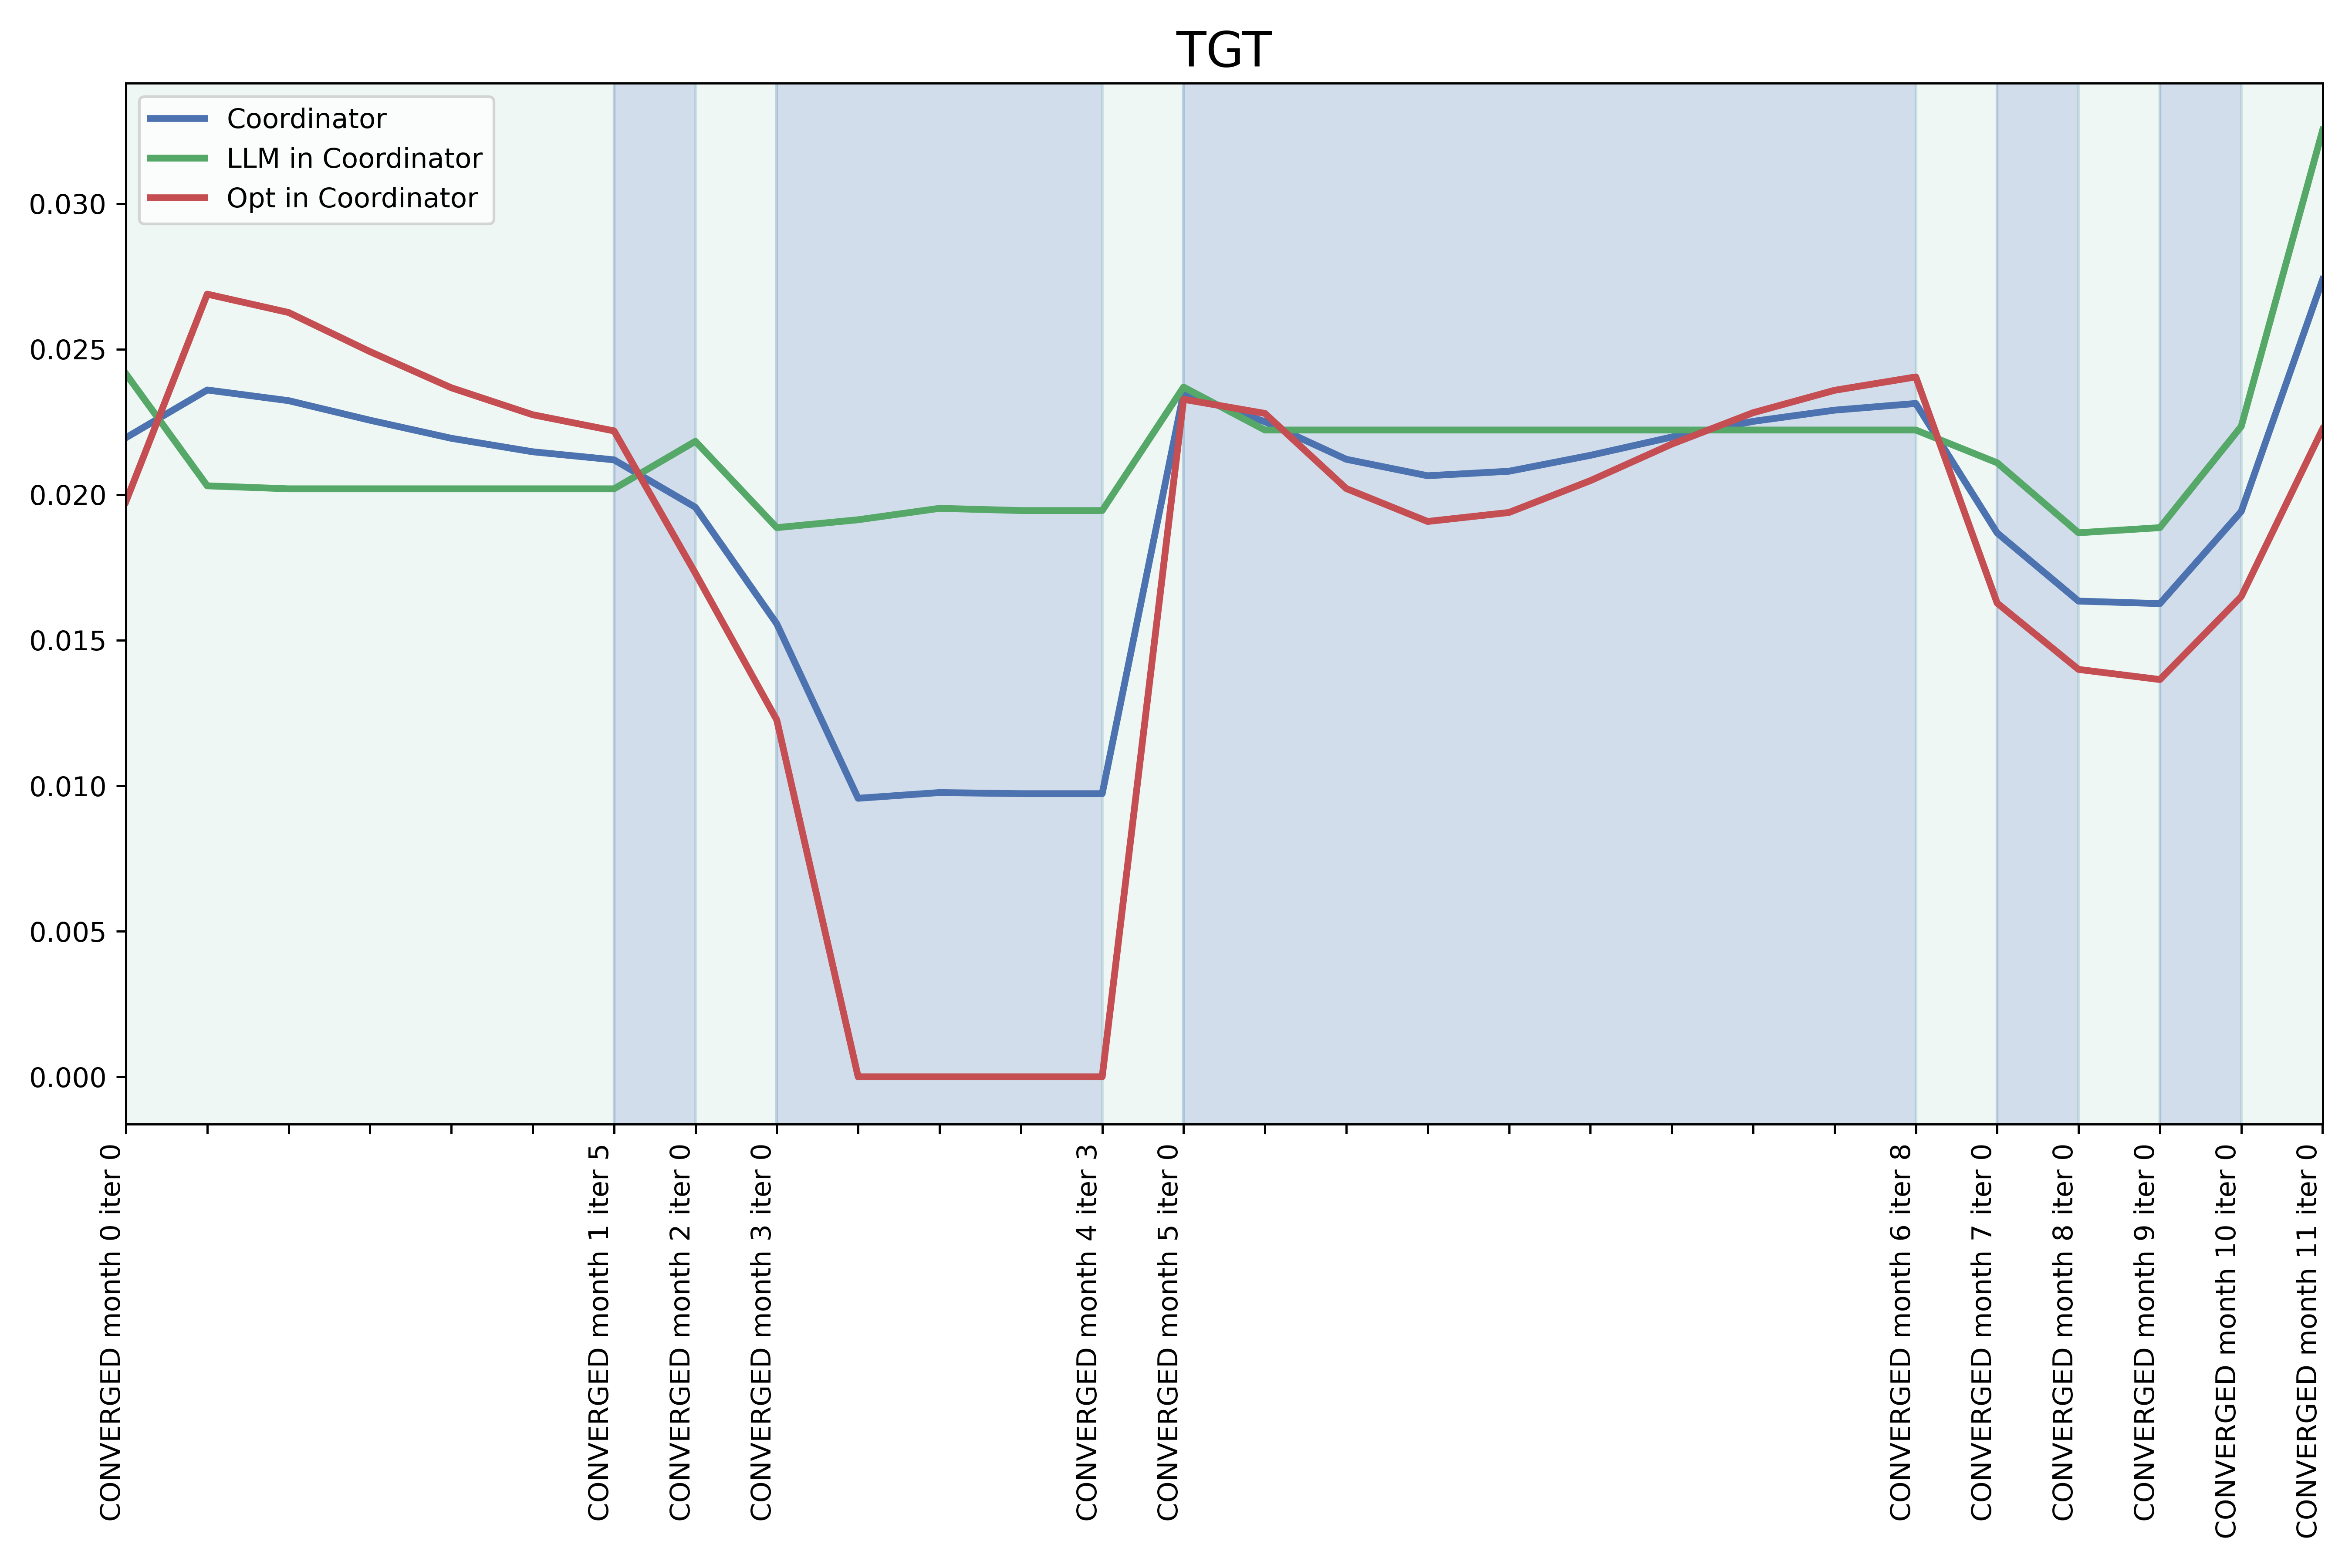 TGT
Coordinator
LLM in Coordinator
Opt in Coordinator
0.030
0.025
0.020
0.015
0.010
0.005
0.000
CONVERGED month 0 iter 0
CONVERGED month 1 iter 5
CONVERGED month 2 iter 0
CONVERGED month 3 iter 0
CONVERGED month 4 iter 3
CONVERGED month 5 iter 0
CONVERGED month 6 iter 8
CONVERGED month 7 iter 0
CONVERGED month 8 iter 0
CONVERGED month 9 iter 0
CONVERGED month 10 iter 0
CONVERGED month 11 iter 0